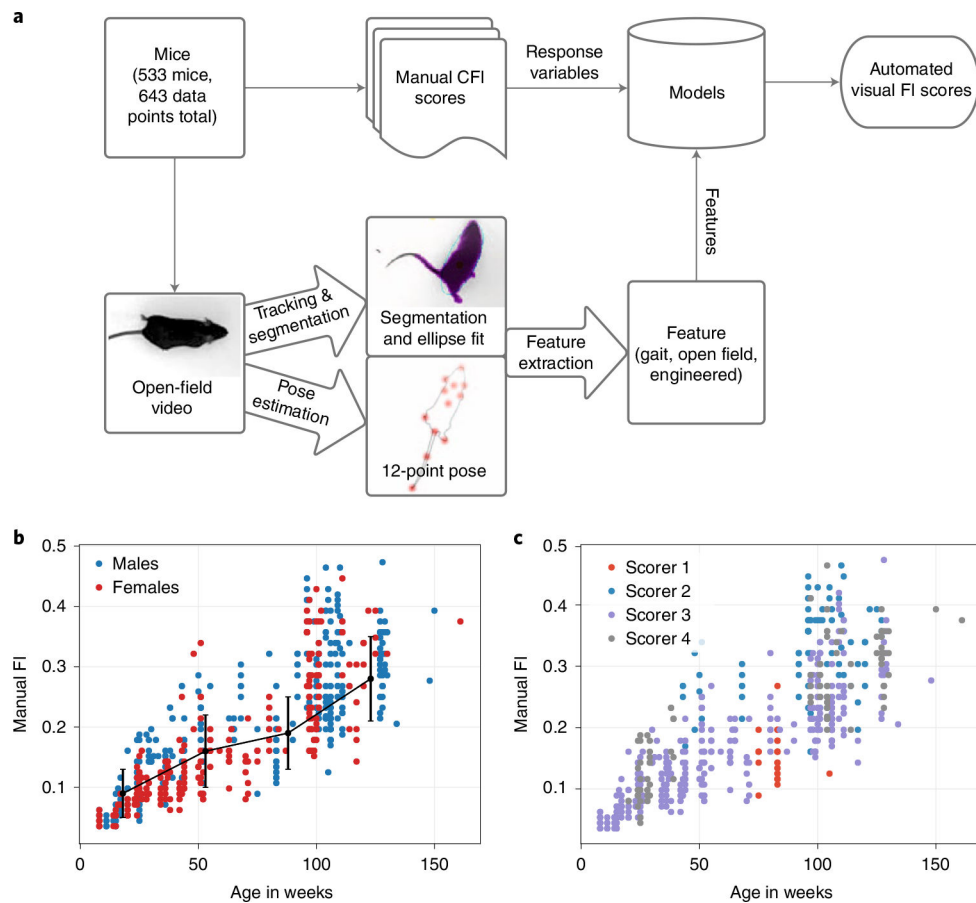 a
Mice
(533 mice,
643 data
points total)
Manual CFI
scores
Response
variables
Models
Automated
visual FI scores
Features
Tracking &
segmentation
Segmentation
and ellipse fit
Open-field
video
Pose
estimation
12-point pose
Feature
extraction
Feature
(gait, open field,
engineered)
b
0.5
0.4
0.3
0.2
0.1
Manual FI
Males
Females
0
50
100
150
Age in weeks
c
0.5
0.4
0.3
0.2
0.1
Manual FI
Scorer 1
Scorer 2
Scorer 3
Scorer 4
0
50
100
150
Age in weeks